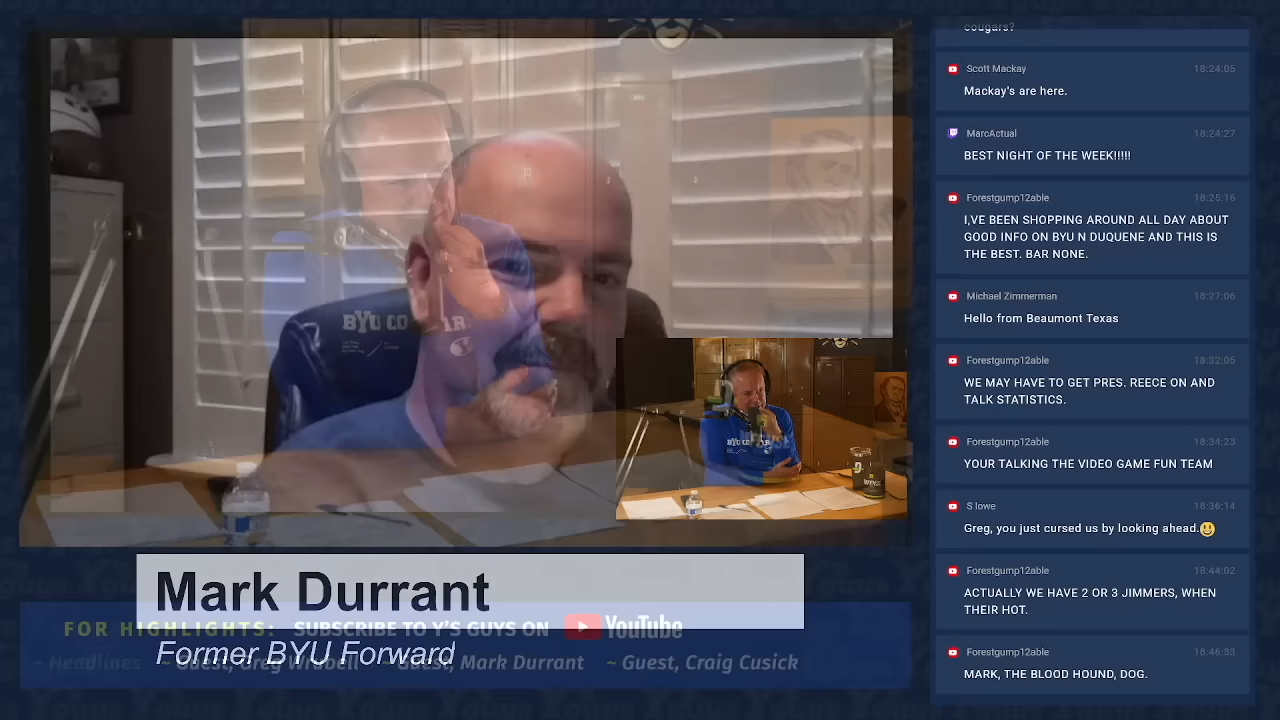 cougars?
Scott Mackay 18:24:05
Mackay's are here.
MarcActual 18:24:27
BEST NIGHT OF THE WEEK!!!!!
Forestgump12able 18:25:16
I,VE BEEN SHOPPING AROUND ALL DAY ABOUT
GOOD INFO ON BYU N DUQUENE AND THIS IS
THE BEST. BAR NONE.
Michael Zimmerman 18:27:06
Hello from Beaumont Texas
Forestgump12able 18:32:05
WE MAY HAVE TO GET PRES. REECE ON AND
TALK STATISTICS.
Forestgump12able 18:34:23
YOUR TALKING THE VIDEO GAME FUN TEAM
S lowe 18:36:14
Greg, you just cursed us by looking ahead.😃
Forestgump12able 18:44:02
ACTUALLY WE HAVE 2 OR 3 JIMMERS, WHEN
THEIR HOT.
Forestgump12able 18:46:33
MARK, THE BLOOD HOUND, DOG.
BYU CO AR
Mark Durrant
FOR HIGHLIGHTS: SUBSCRIBE TO Y'S GUYS ON YouTube
Former BYU Forward
~ Headlines ~ Guest, Greg Wrubell ~ Guest, Mark Durrant ~ Guest, Craig Cusick